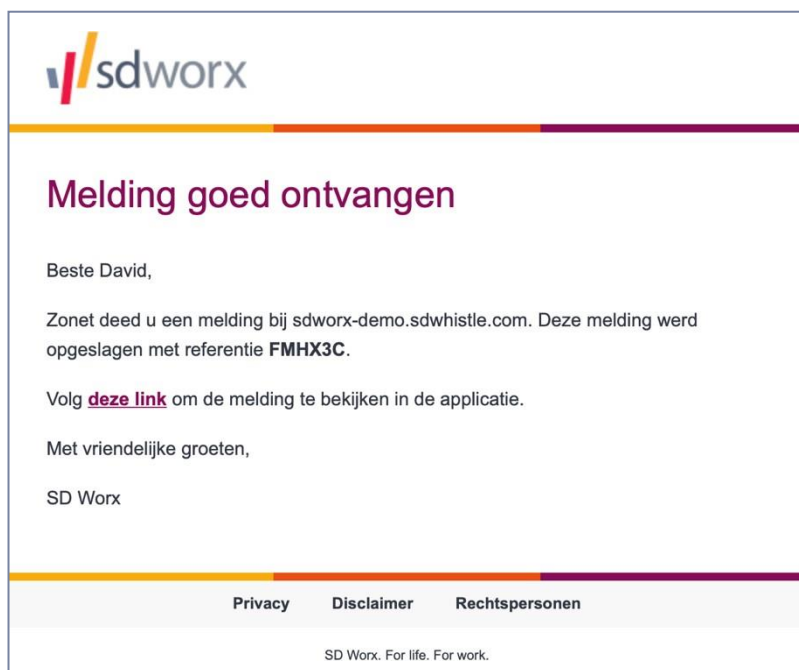 sdworx
Melding goed ontvangen
Beste David,
Zonet deed u een melding bij sdworx-demo.sdwhistle.com. Deze melding werd
opgeslagen met referentie FMHX3C.
Volg deze link om de melding te bekijken in de applicatie.
Met vriendelijke groeten,
SD Worx
Privacy Disclaimer Rechtspersonen
SD Worx. For life. For work.